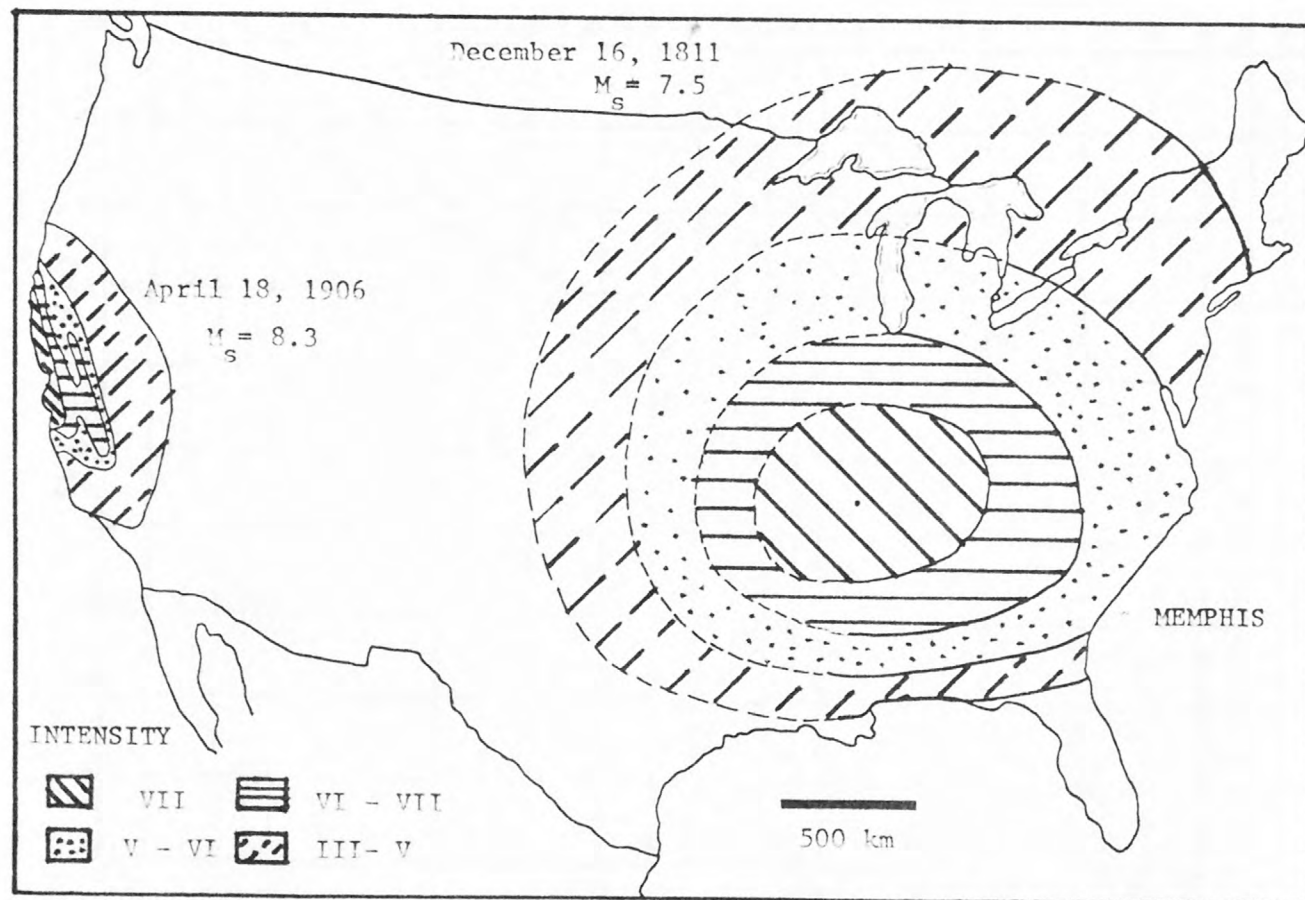 December 16, 1811
Ms = 7.5
April 18, 1906
Ms = 8.3
MEMPHIS
INTENSITY
VII
VI - VII
V - VI
III- V
500 km